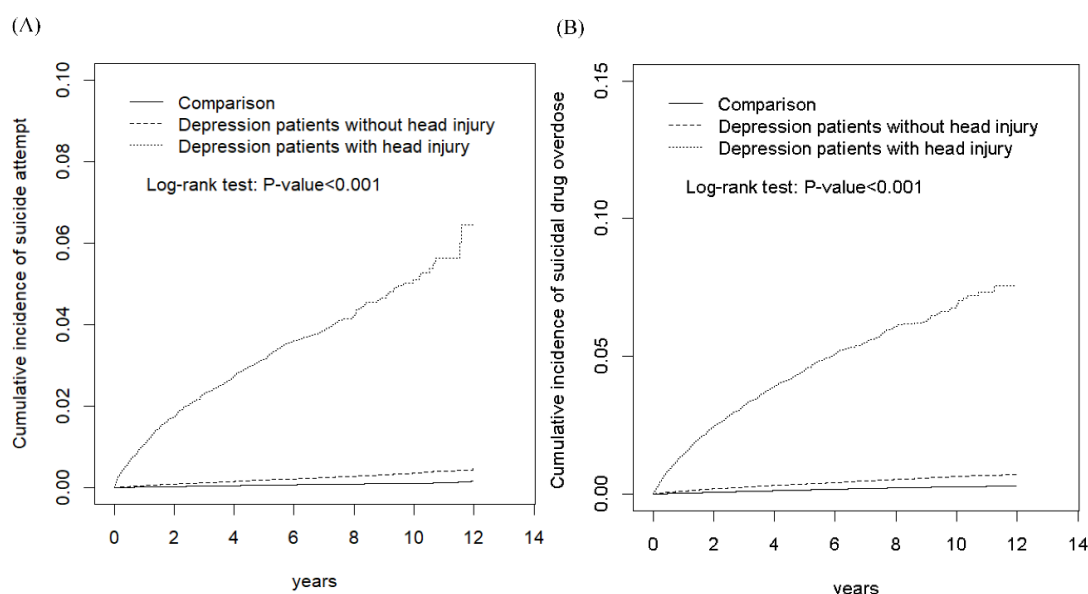 (A)
Cumulative incidence of suicide attempt
0.10
0.08
0.06
0.04
0.02
0.00
Comparison
Depression patients without head injury
Depression patients with head injury
Log-rank test: P-value<0.001
0 2 4 6 8 10 12 14
years
(B)
Cumulative incidence of suicidal drug overdose
0.15
0.10
0.05
0.00
Comparison
Depression patients without head injury
Depression patients with head injury
Log-rank test: P-value<0.001
0 2 4 6 8 10 12 14
years